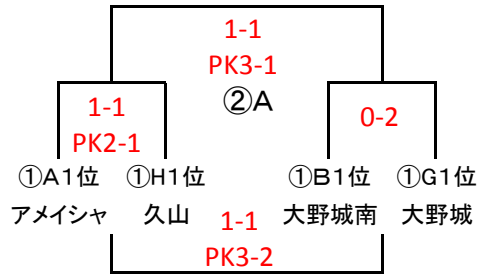 1-1
PK3-1
②A
1-1
PK2-1
0-2
①A1位 ①H1位 ①B1位 ①G1位
アメイシャ 久山 大野城南 大野城
1-1
PK3-2